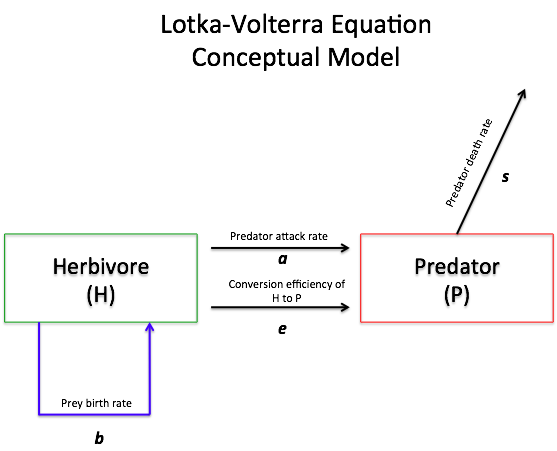 Lotka-Volterra Equation
Conceptual Model
Predator death rate
s
Predator attack rate
a
Herbivore
(H)
Conversion efficiency of
H to P
e
Predator
(P)
Prey birth rate
b